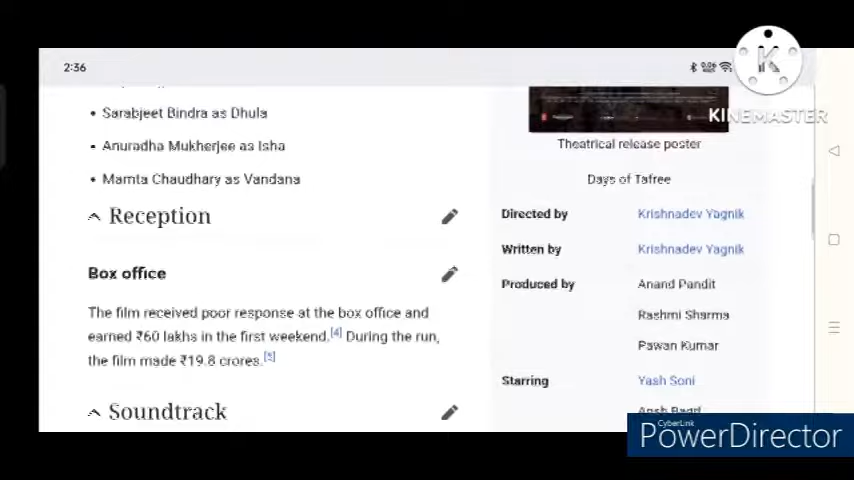 2:36
KINEMASTER
Sarabjeet Bindra as Dhula
Anuradha Mukherjee as Isha
Mamta Chaudhary as Vandana
Reception
Box office
The film received poor response at the box office and
earned ₹60 lakhs in the first weekend.[4] During the run,
the film made ₹19.8 crores.[5]
Soundtrack
Theatrical release poster
Days of Tafree
Directed by Krishnadev Yagnik
Written by Krishnadev Yagnik
Produced by Anand Pandit
Rashmi Sharma
Pawan Kumar
Starring Yash Soni
CyberLink
PowerDirector